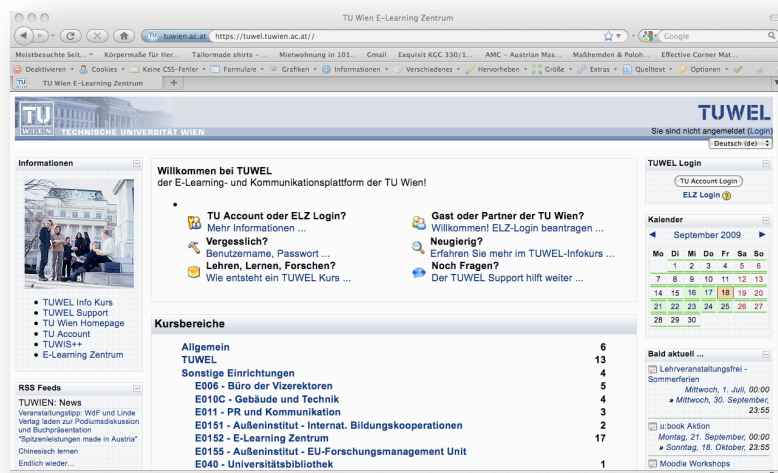 TU Wien E-Learning Zentrum
TU tuwien.ac.at https://tuwel.tuwien.ac.at//
Google
Meistbesuchte Seit... Körpermaße für Her... Tailormade shirts - ... Mietwohnung in 101... Gmail Exquisit KGC 330/1... AMC - Austrian Mas... Maßhemden & Poloh... Effective Corner Mat...
Deaktivieren Cookies Keine CSS-Fehler Formulare Grafiken Informationen Verschiedenes Hervorheben Größe Extras Quelltext Optionen
TU Wien E-Learning Zentrum
TU
WIEN TECHNISCHE UNIVERSITÄT WIEN
TUWEL
Sie sind nicht angemeldet (Login)
Deutsch (de)
Informationen
TUWEL Info Kurs
TUWEL Support
TU Wien Homepage
TU Account
TUWIS++
E-Learning Zentrum
RSS Feeds
TUWIEN: News
Veranstaltungstipp: WdF und Linde
Verlag laden zur Podiumsdiskussion
und Buchpräsentation
"Spitzenleistungen made in Austria"
Chinesisch lernen
Endlich wieder...
Willkommen bei TUWEL
der E-Learning- und Kommunikationsplattform der TU Wien!
TU Account oder ELZ Login?
Mehr Informationen ...
Vergesslich?
Benutzername, Passwort ...
Lehren, Lernen, Forschen?
Wie entsteht ein TUWEL Kurs ...
Gast oder Partner der TU Wien?
Willkommen! ELZ-Login beantragen ...
Neugierig?
Erfahren Sie mehr im TUWEL-Infokurs ...
Noch Fragen?
Der TUWEL Support hilft weiter ...
Kursbereiche
Allgemein 6
TUWEL 13
Sonstige Einrichtungen 4
E006 - Büro der Vizerektoren 5
E010C - Gebäude und Technik 4
E011 - PR und Kommunikation 3
E0151 - Außeninstitut - Internat. Bildungskooperationen 2
E0152 - E-Learning Zentrum 17
E0155 - Außeninstitut - EU-Forschungsmanagement Unit
E040 - Universitätsbibliothek 1
TUWEL Login
TU Account Login
ELZ Login
Kalender
September 2009
Mo Di Mi Do Fr Sa So
1 2 3 4 5 6
7 8 9 10 11 12 13
14 15 16 17 18 19 20
21 22 23 24 25 26 27
28 29 30
Bald aktuell ...
Lehrveranstaltungsfrei -
Sommerferien
Mittwoch, 1. Juli, 00:00
» Mittwoch, 30. September,
23:55
u:book Aktion
Montag, 21. September, 00:00
» Sonntag, 18. Oktober, 23:55
Moodle Workshops